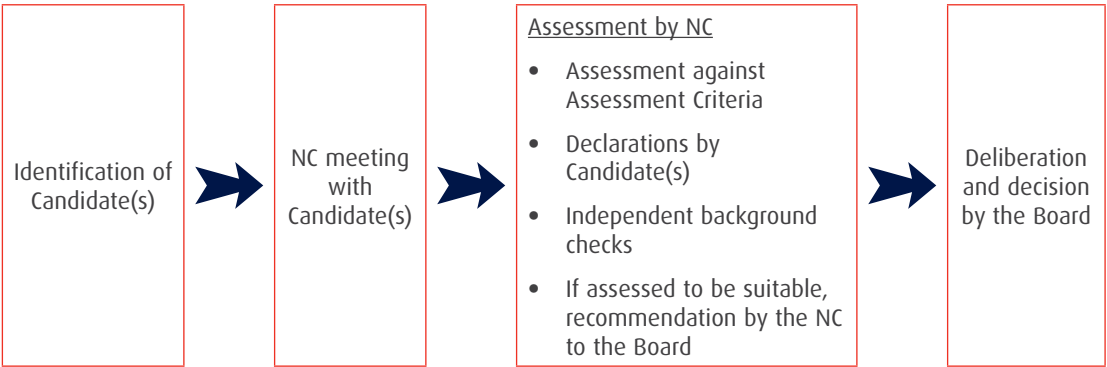 Identification of
Candidate(s)
NC meeting
with
Candidate(s)
Assessment by NC
• Assessment against
Assessment Criteria
• Declarations by
Candidate(s)
• Independent background
checks
• If assessed to be suitable,
recommendation by the NC
to the Board
Deliberation
and decision
by the Board